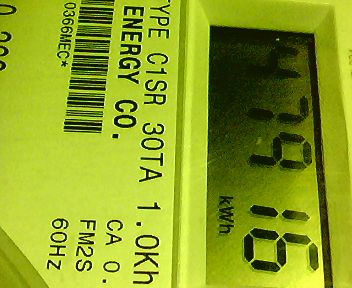 47916
kWh
TYPE C1SR 30TA 1.0Kh
ENERGY CO. CA 0.
FM2S
60Hz
0366MEC*